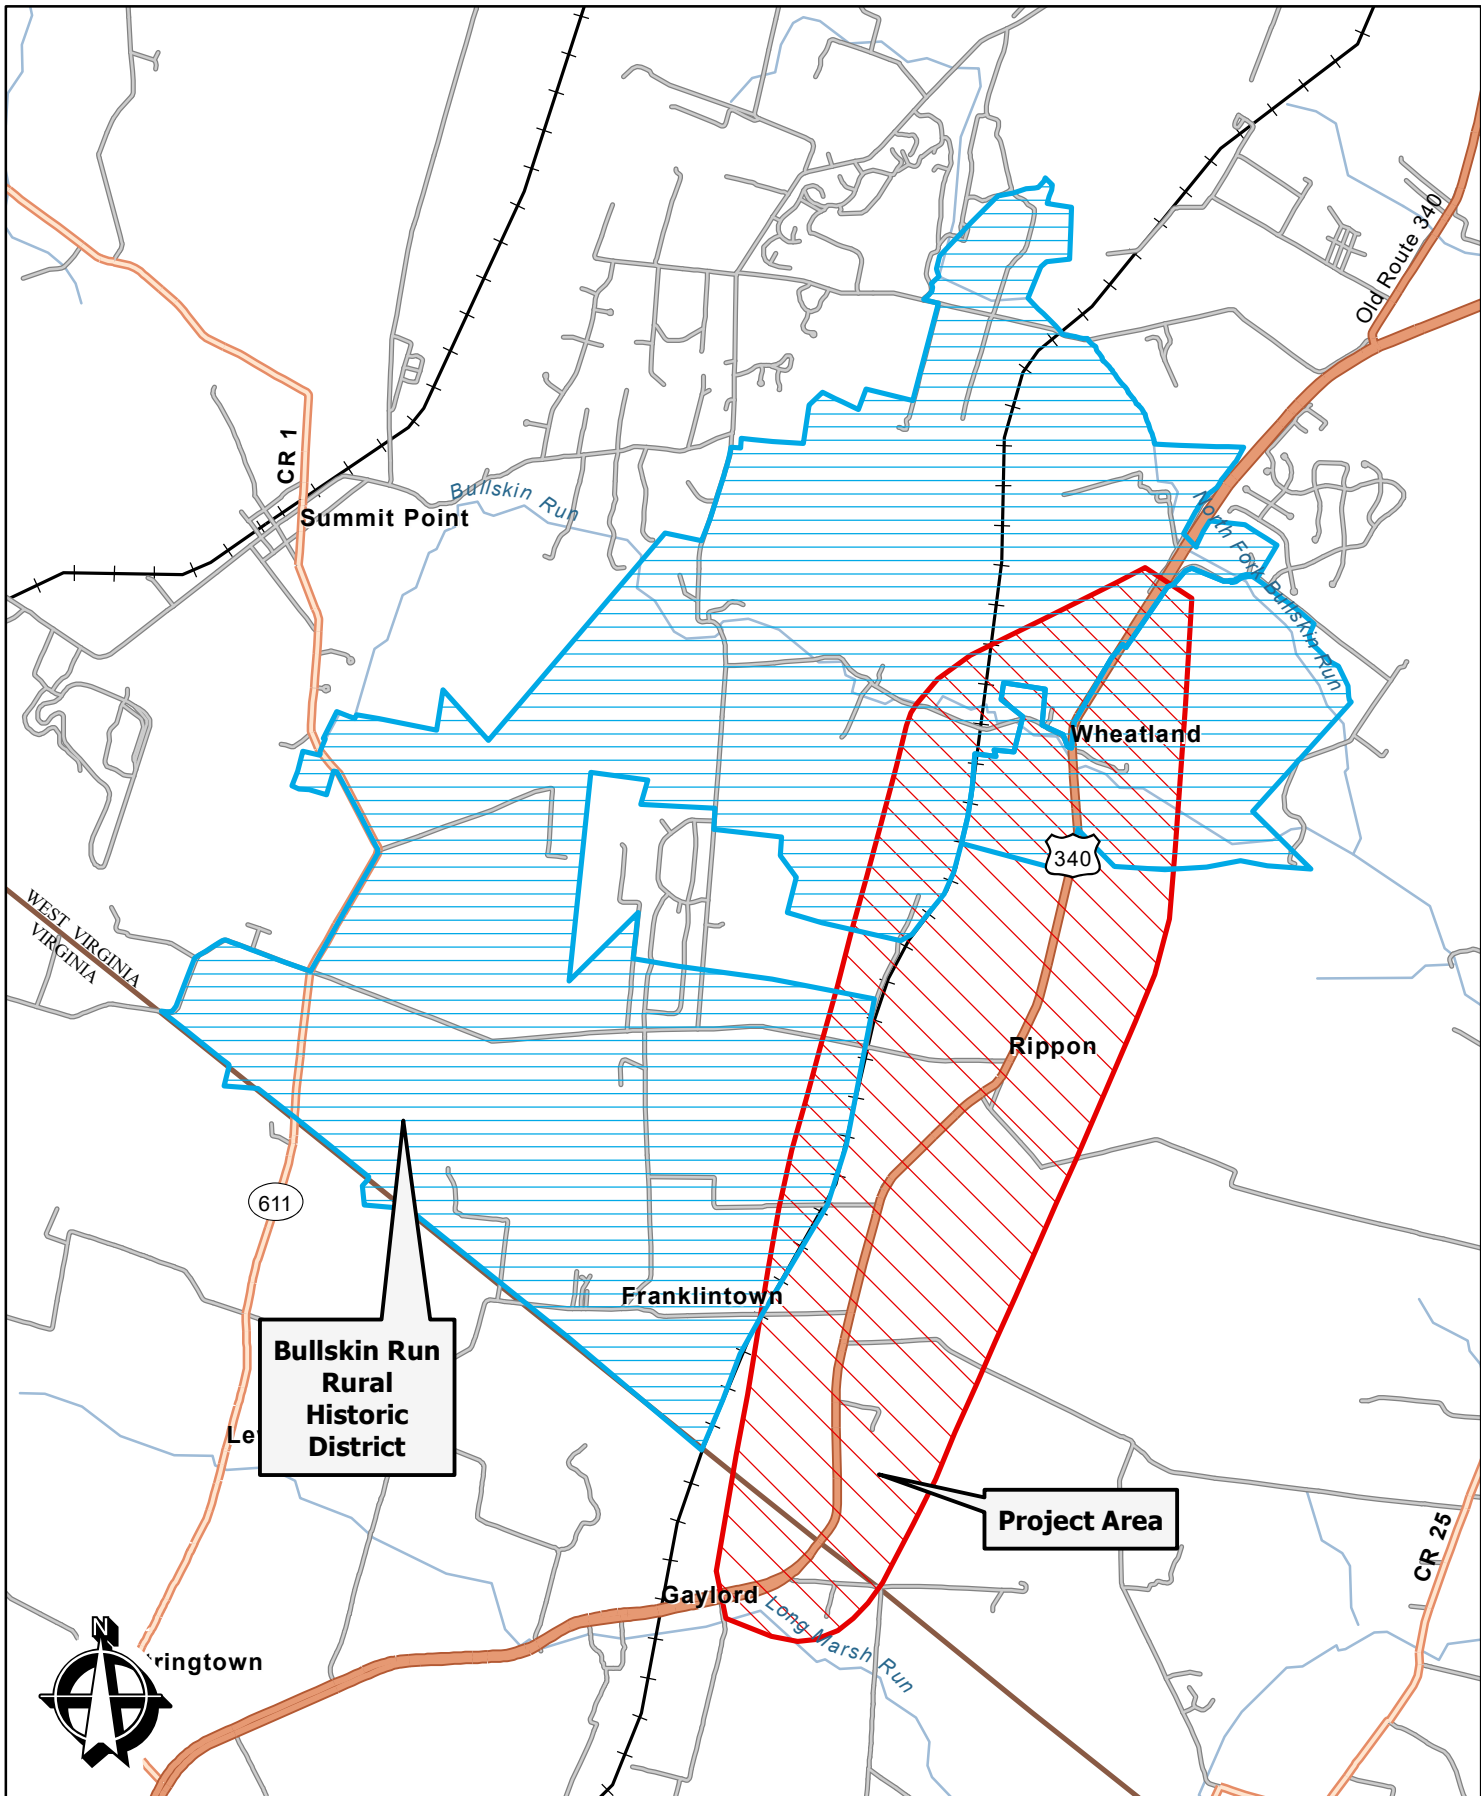 Old Route 340
CR 1
Bullskin Run
Summit Point
North Fork Bullskin Run
Wheatland
340
WEST VIRGINIA
VIRGINIA
Rippon
611
Franklintown
Bullskin Run
Rural
Historic
District
Project Area
CR 25
Gaylord
Long Marsh Run
N